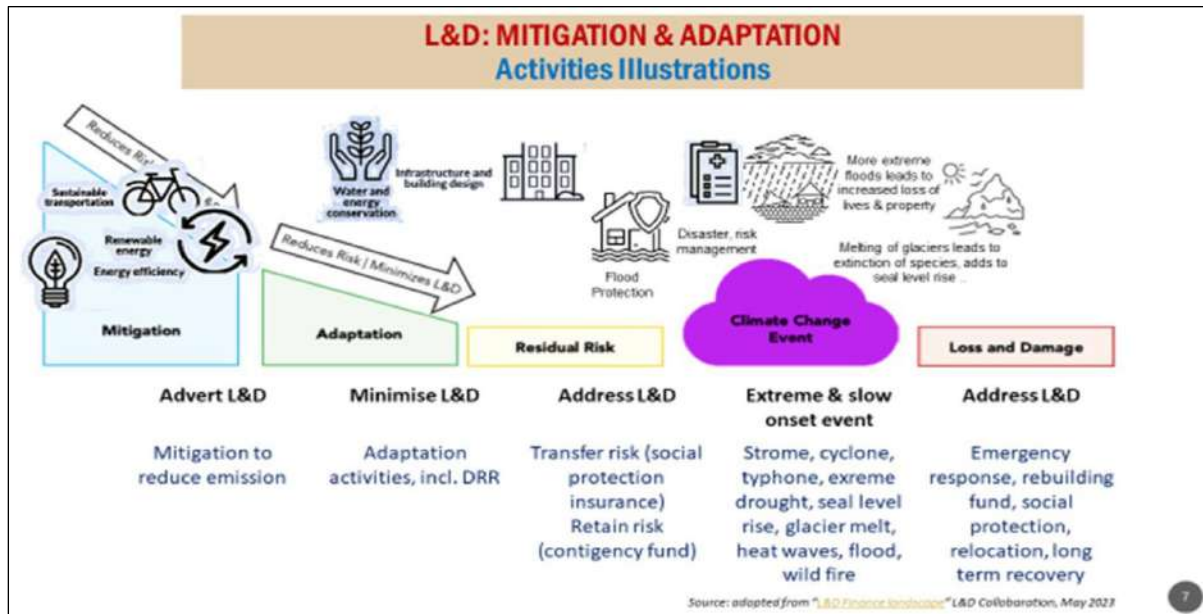 L&D: MITIGATION & ADAPTATION
Activities Illustrations
Reduces Risk
Sustainable
transportation
Renewable
energy
Energy efficiency
Mitigation
Water and
energy
conservation
Infrastructure and
building design
Reduces Risk | Minimizes L&D
Adaptation
Flood
Protection
Residual Risk
Disaster, risk
management
Climate Change
Event
More extreme
floods leads to
increased loss of
lives & property
Melting of glaciers leads to
extinction of species, adds to
seal level rise ..
Loss and Damage
Advert L&D
Mitigation to
reduce emission
Minimise L&D
Adaptation
activities, incl. DRR
Address L&D
Transfer risk (social
protection
insurance)
Retain risk
(contigency fund)
Extreme & slow
onset event
Strome, cyclone,
typhone, exreme
drought, seal level
rise, glacier melt,
heat waves, flood,
wild fire
Address L&D
Emergency
response, rebuilding
fund, social
protection,
relocation, long
term recovery
Source: adapted from "L&D Finance landscape" L&D Collobaration, May 2023
7